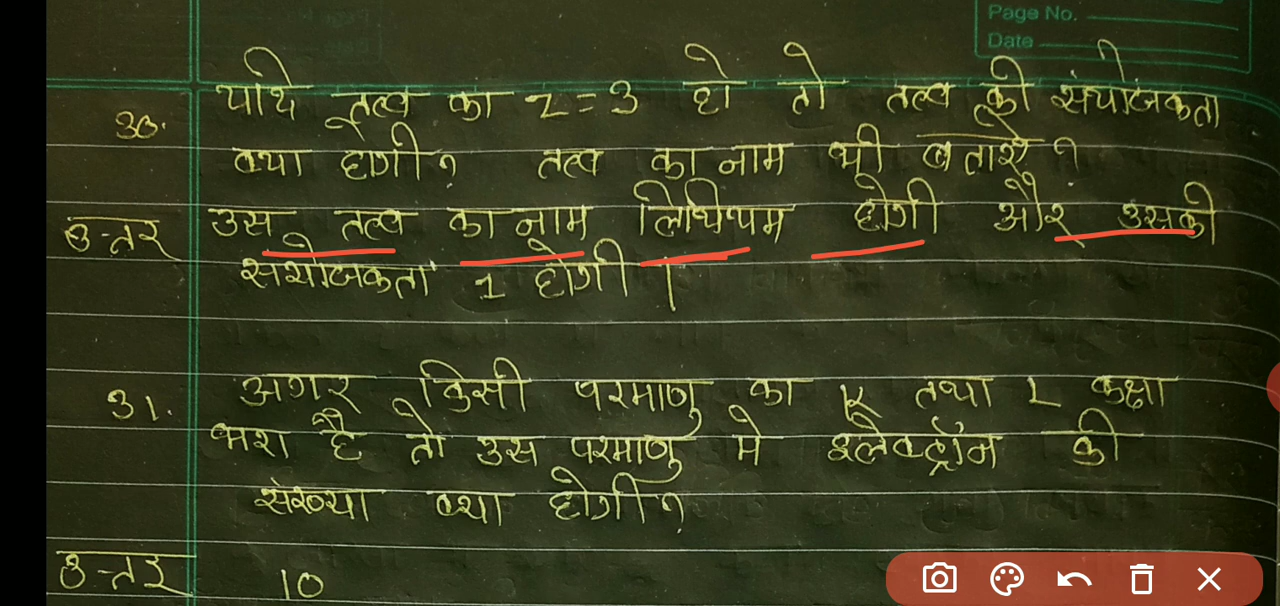 Page No.
Date
30. यदि तत्व का Z=3 हो तो तत्व की संयोजकता
क्या होगी? तत्व का नाम भी बताऐ?
उत्तर उस तत्व का नाम लिथियम होगी और उसकी
संयोजकता 1 होगी।
31. अगर किसी परमाणु का K तथा L कक्षा
भरा है तो उस परमाणु मे इलेक्ट्रॉन की
संख्या क्या होगी?
उत्तर 10